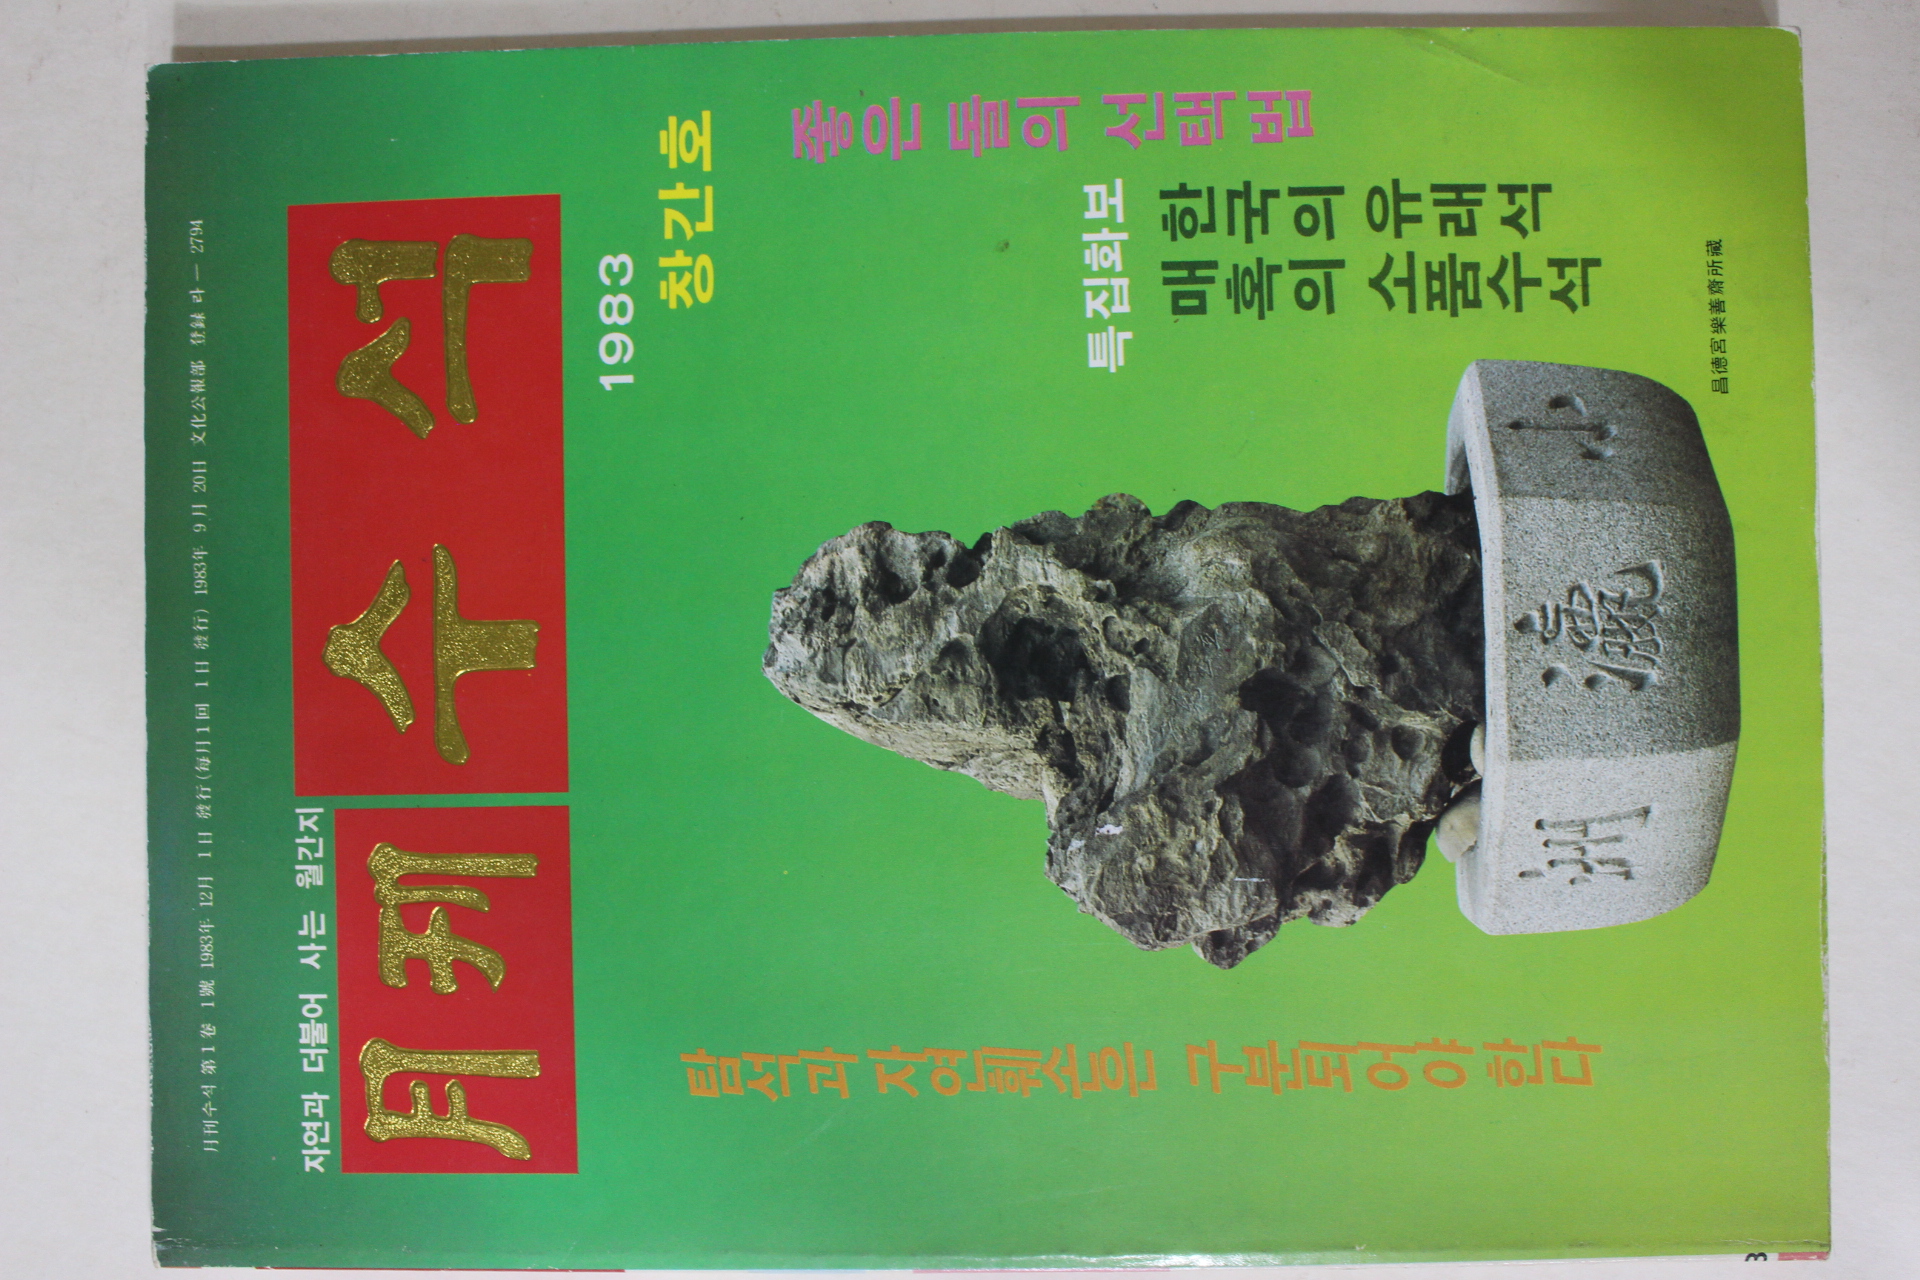 月刊수석 第1卷 1號 1983年 12月 1日 發行(每月1回 1日 發行) 1983年 9月 20日 文化公報部 登錄 라 — 2794
자연과 더불어 사는 월간지
月刊 수석
1983
창간호
좋은 돌의 선택법
특집화보
한국의 유래석
매혹의 소품수석
탐석과 자연훼손은 구분되어야 한다
小 瀛 洲
昌德宮 樂善齋所藏